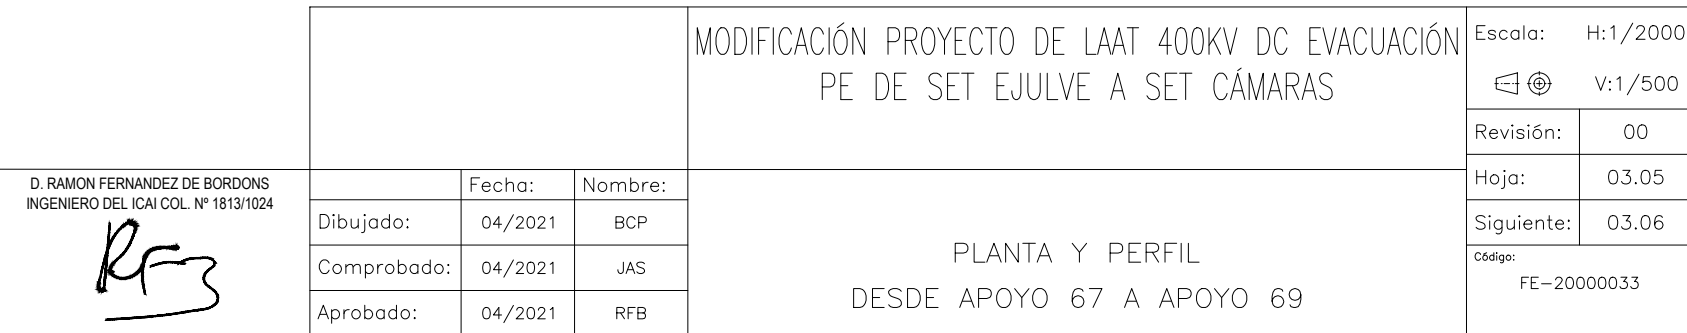 MODIFICACIÓN PROYECTO DE LAAT 400KV DC EVACUACIÓN
PE DE SET EJULVE A SET CÁMARAS
Escala: H:1/2000
V:1/500
Revisión: 00
Hoja: 03.05
Siguiente: 03.06
Código:
FE-20000033
D. RAMON FERNANDEZ DE BORDONS
INGENIERO DEL ICAI COL. Nº 1813/1024
RFB
Fecha: Nombre:
Dibujado: 04/2021 BCP
Comprobado: 04/2021 JAS
Aprobado: 04/2021 RFB
PLANTA Y PERFIL
DESDE APOYO 67 A APOYO 69